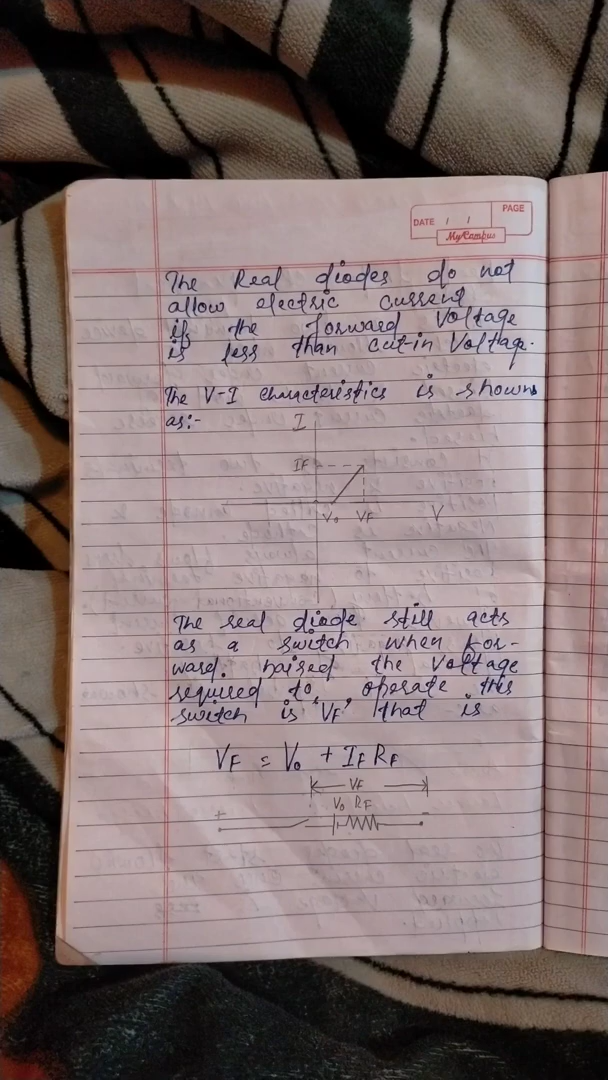 DATE / /
PAGE
MyCampus
The Real diodes do not
allow electric current
if the forward Voltage
is less than cut-in Voltage.
The V-I characteristics is shown
as:-
I
IF
V₀ VF V
The real diode still acts
as a switch when For-
ward. baised the Voltage
required to, operate this
switch is VF, that is
VF = V₀ + IF RF
VF
V₀ RF
+ -